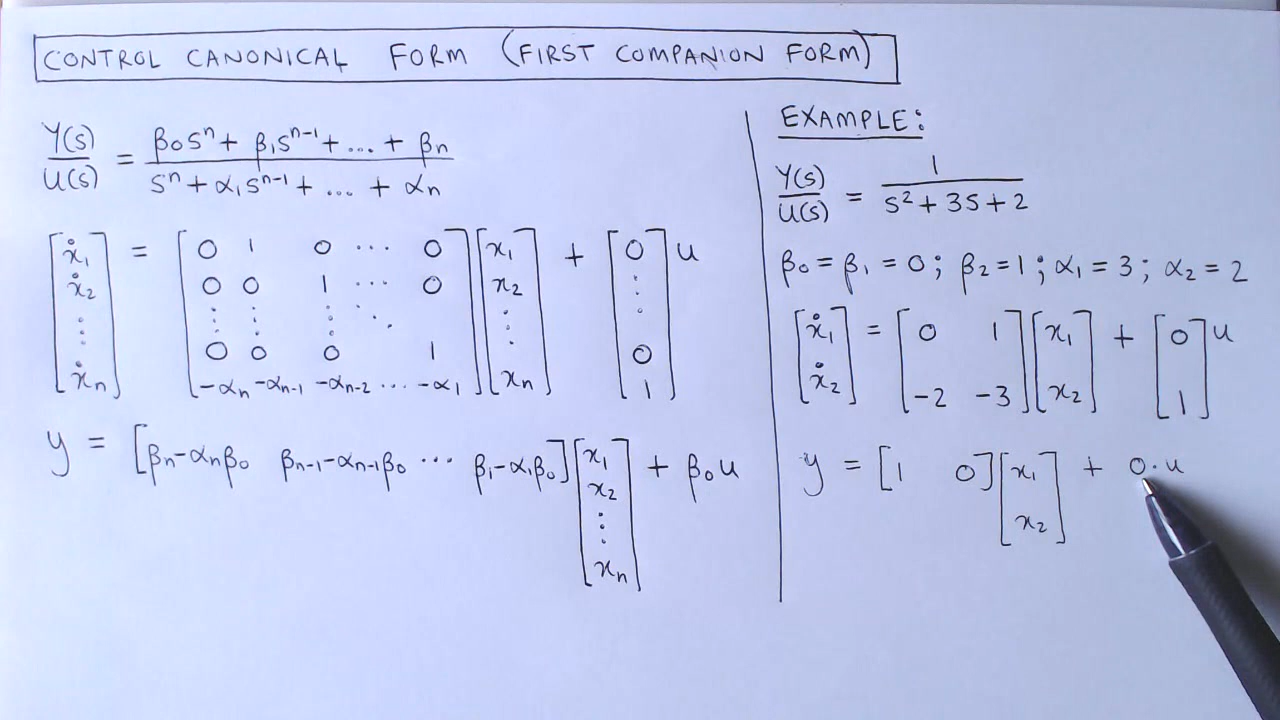 CONTROL CANONICAL FORM (FIRST COMPANION FORM)
Y(s)/U(s) = (β0sⁿ + β1sⁿ⁻¹ + ... + βn)/(sⁿ + α1sⁿ⁻¹ + ... + αn)
[ẋ1 = [0 1 0 ... 0] [x1 + [0] u
ẋ2 0 0 1 ... 0 x2 :
⋮ ⋮ ⋮ ⋮ ⋱ ⋮ ⋮
0 0 0 1 0
ẋn] -αn -αn-1 -αn-2 ... -α1] xn] 1]
y = [βn-αnβ0 βn-1-αn-1β0 ... β1-α1β0] [x1 + β0u
x2
⋮
xn]
EXAMPLE:
Y(s)/U(s) = 1/(s² + 3s + 2)
β0 = β1 = 0; β2 = 1; α1 = 3; α2 = 2
[ẋ1 = [0 1] [x1 + [0 u
ẋ2] [-2 -3] x2] 1]
y = [1 0] [x1 + 0·u
x2]